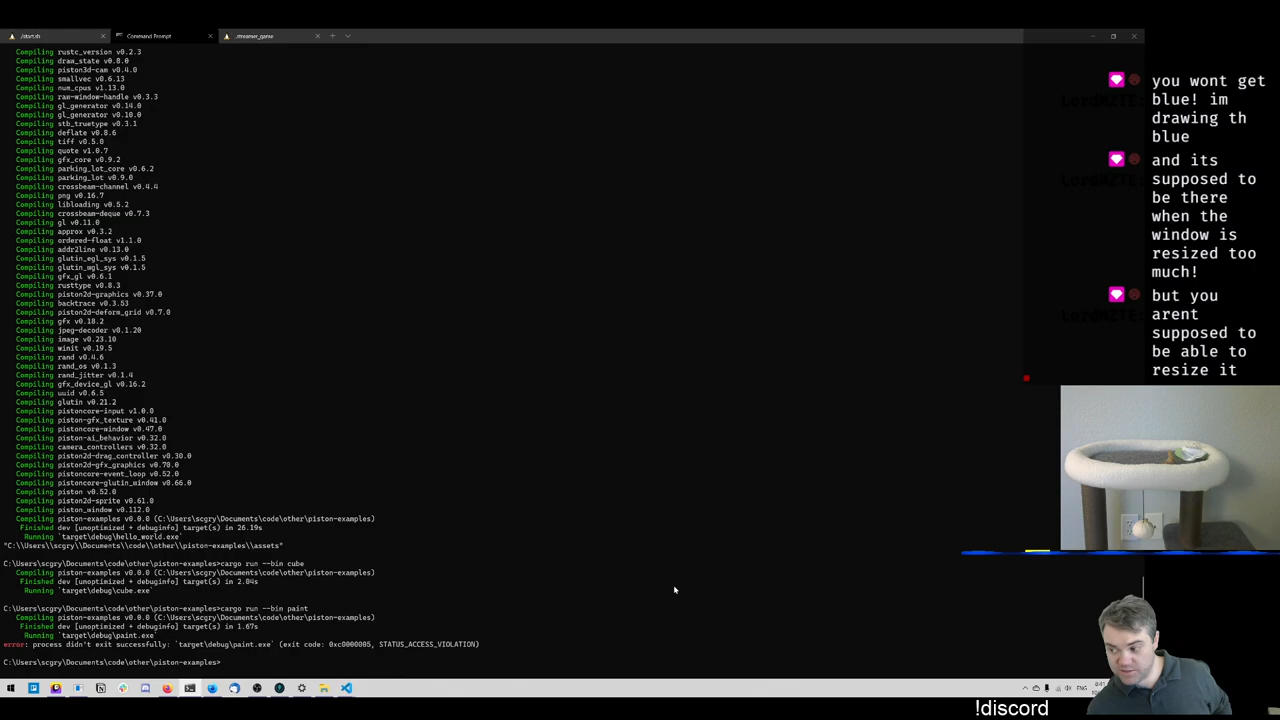 ./start.sh
Command Prompt
./streamer_game
Compiling rustc_version v0.2.3
Compiling draw_state v0.8.0
Compiling piston3d-cam v0.4.0
Compiling smallvec v0.6.13
Compiling num_cpus v1.13.0
Compiling raw-window-handle v0.3.3
Compiling gl_generator v0.14.0
Compiling gl_generator v0.10.0
Compiling stb_truetype v0.3.1
Compiling deflate v0.8.6
Compiling tiff v0.5.0
Compiling quote v1.0.7
Compiling gfx_core v0.9.2
Compiling parking_lot_core v0.6.2
Compiling parking_lot v0.9.0
Compiling crossbeam-channel v0.4.4
Compiling png v0.16.7
Compiling libloading v0.5.2
Compiling crossbeam-deque v0.7.3
Compiling gl v0.11.0
Compiling approx v0.3.2
Compiling ordered-float v1.1.0
Compiling addr2line v0.13.0
Compiling glutin_egl_sys v0.1.5
Compiling glutin_wgl_sys v0.1.5
Compiling gfx_gl v0.6.1
Compiling rusttype v0.8.3
Compiling piston2d-graphics v0.37.0
Compiling backtrace v0.3.53
Compiling piston2d-deform_grid v0.7.0
Compiling gfx v0.18.2
Compiling jpeg-decoder v0.1.20
Compiling image v0.23.10
Compiling winit v0.19.5
Compiling rand v0.4.6
Compiling rand_os v0.1.3
Compiling rand_jitter v0.1.4
Compiling gfx_device_gl v0.16.2
Compiling uuid v0.6.5
Compiling glutin v0.21.2
Compiling pistoncore-input v1.0.0
Compiling piston-gfx_texture v0.41.0
Compiling pistoncore-window v0.47.0
Compiling piston-ai_behavior v0.32.0
Compiling camera_controllers v0.32.0
Compiling piston2d-drag_controller v0.30.0
Compiling piston2d-gfx_graphics v0.70.0
Compiling pistoncore-event_loop v0.52.0
Compiling pistoncore-glutin_window v0.66.0
Compiling piston v0.52.0
Compiling piston2d-sprite v0.61.0
Compiling piston_window v0.112.0
Compiling piston-examples v0.0.0 (C:\Users\scgry\Documents\code\other\piston-examples)
Finished dev [unoptimized + debuginfo] target(s) in 26.19s
Running `target\debug\hello_world.exe`
"C:\\Users\\scgry\\Documents\\code\\other\\piston-examples\\assets"
C:\Users\scgry\Documents\code\other\piston-examples>cargo run --bin cube
Compiling piston-examples v0.0.0 (C:\Users\scgry\Documents\code\other\piston-examples)
Finished dev [unoptimized + debuginfo] target(s) in 2.04s
Running `target\debug\cube.exe`
C:\Users\scgry\Documents\code\other\piston-examples>cargo run --bin paint
Compiling piston-examples v0.0.0 (C:\Users\scgry\Documents\code\other\piston-examples)
Finished dev [unoptimized + debuginfo] target(s) in 1.67s
Running `target\debug\paint.exe`
error: process didn't exit successfully: `target\debug\paint.exe` (exit code: 0xc0000005, STATUS_ACCESS_VIOLATION)
C:\Users\scgry\Documents\code\other\piston-examples>
LordMZTE:
you wont get
blue! im
drawing th
blue
LordMZTE:
and its
supposed to
be there
when the
window is
resized too
much!
LordMZTE:
but you
arent
supposed to
be able to
resize it
ENG
!discord